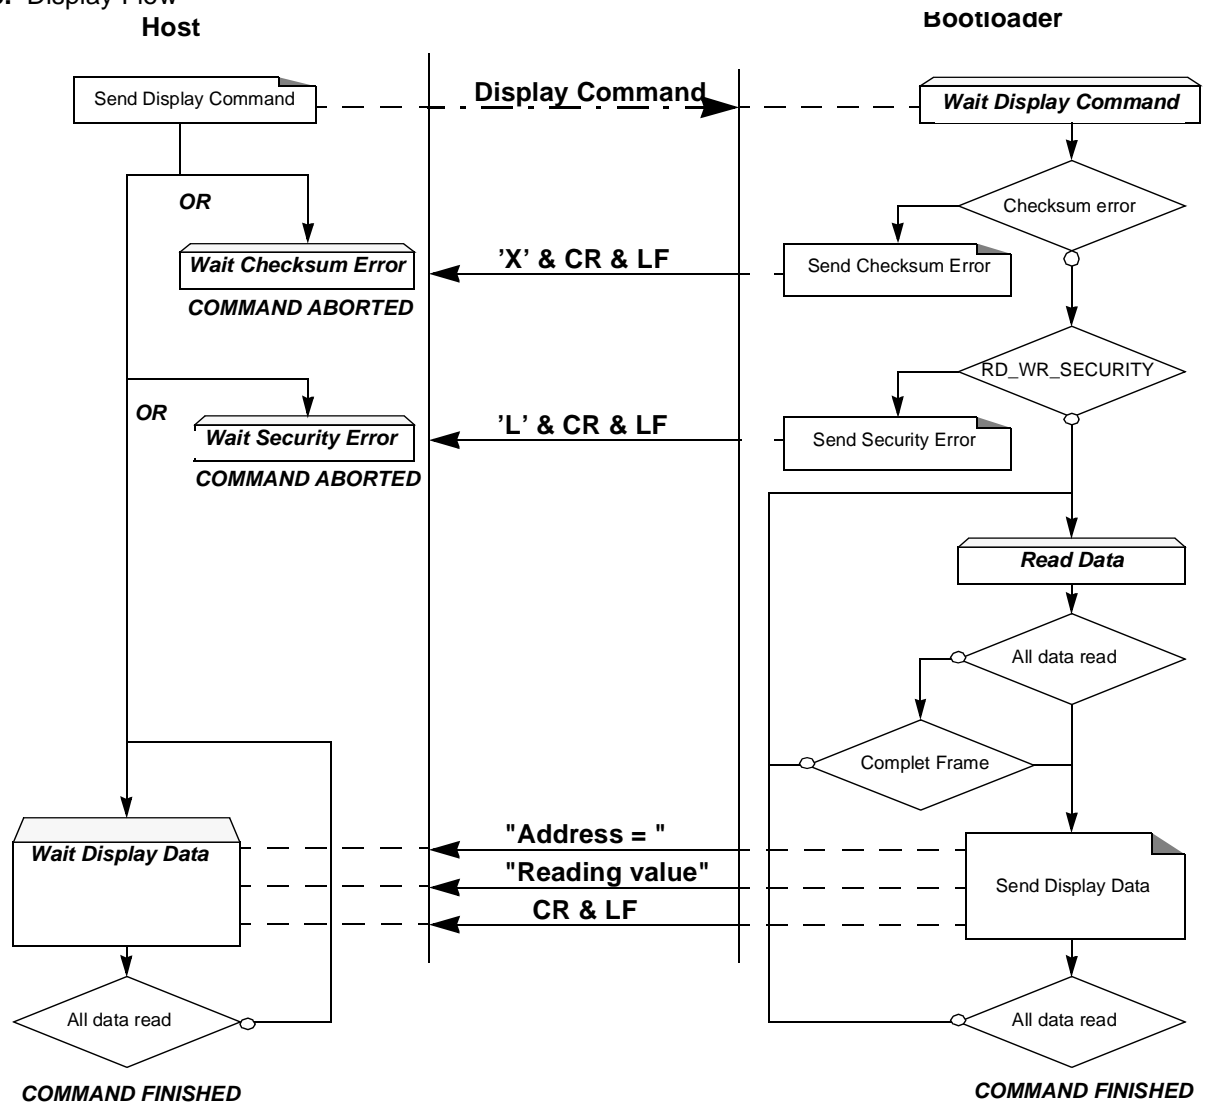 Display Flow
Host
Bootloader
Send Display Command
Display Command
Wait Display Command
OR
Checksum error
Wait Checksum Error
'X' & CR & LF
Send Checksum Error
COMMAND ABORTED
RD_WR_SECURITY
OR
Wait Security Error
'L' & CR & LF
Send Security Error
COMMAND ABORTED
Read Data
All data read
Complet Frame
Wait Display Data
"Address = "
"Reading value"
CR & LF
Send Display Data
All data read
All data read
COMMAND FINISHED
COMMAND FINISHED